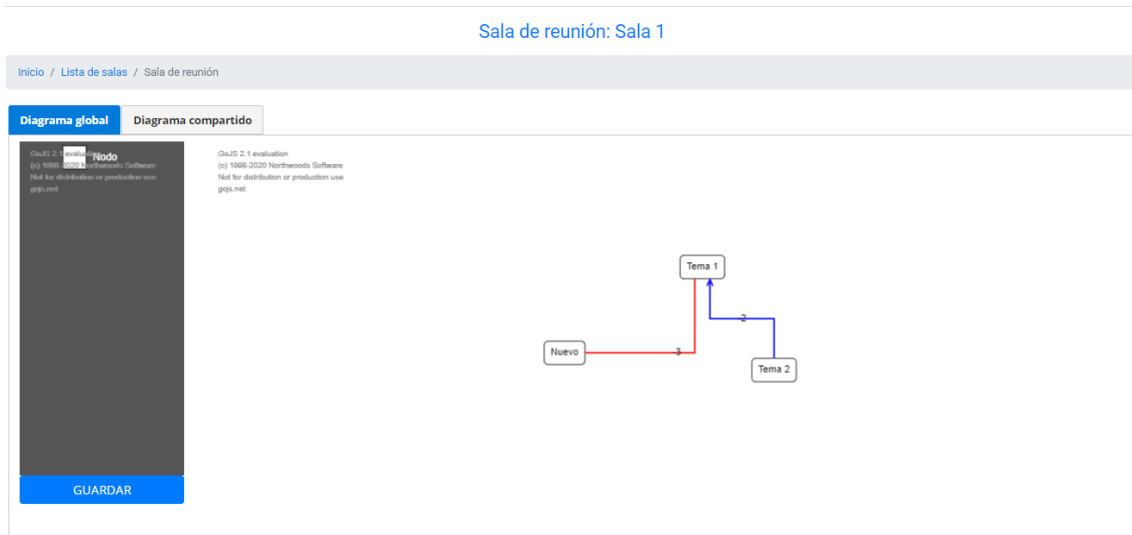 Sala de reunión: Sala 1
Inicio / Lista de salas / Sala de reunión
Diagrama global
Diagrama compartido
GoJS 2.1 evaluation
(c) 1998-2020 Northwoods Software
Not for distribution or production use
gojs.net
Nodo
GoJS 2.1 evaluation
(c) 1998-2020 Northwoods Software
Not for distribution or production use
gojs.net
Tema 1
-2
Nuevo
-3
Tema 2
GUARDAR